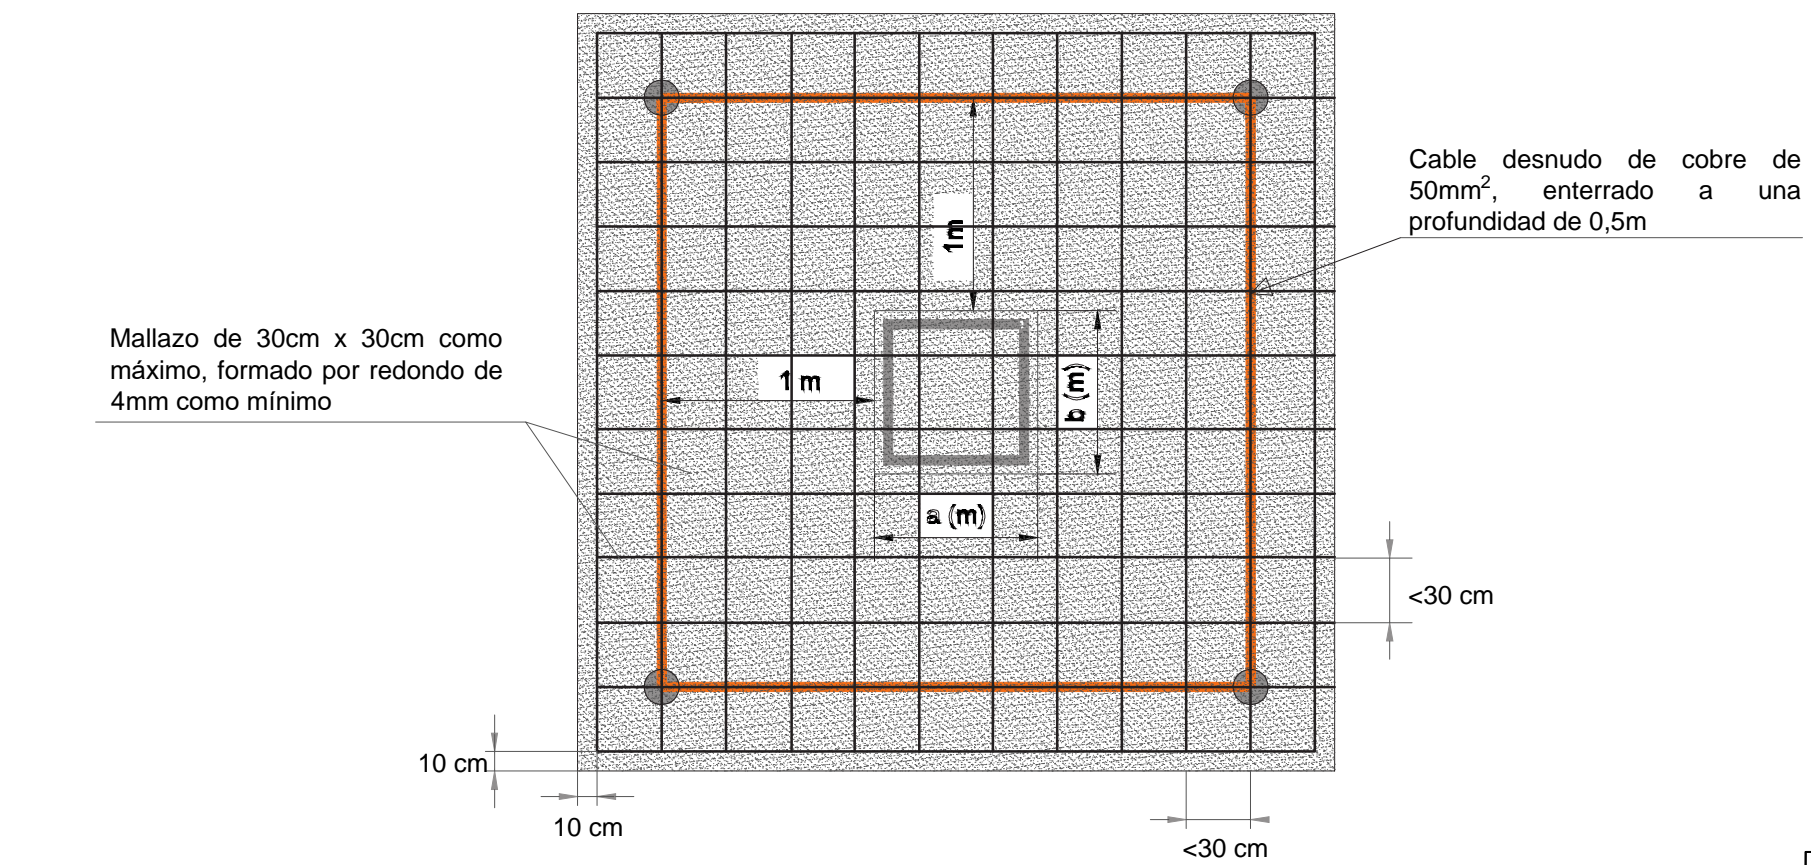 Cable desnudo de cobre de
50mm², enterrado a una
profundidad de 0,5m
1m
Mallazo de 30cm x 30cm como
máximo, formado por redondo de
4mm como mínimo
1 m
b (m)
a (m)
<30 cm
10 cm
10 cm
<30 cm